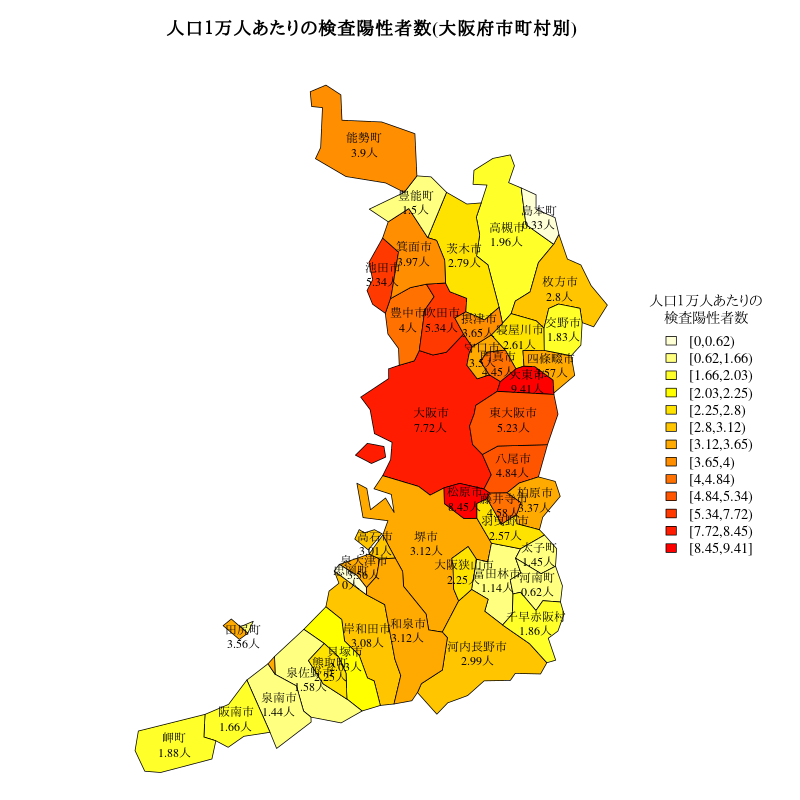 人口1万人あたりの検査陽性者数(大阪府市町村別)
能勢町
3.9人
豊能町
1.5人
島本町
0.33人
高槻市
1.96人
茨木市
2.79人
箕面市
3.97人
池田市
5.34人
枚方市
2.8人
豊中市
4人
吹田市
5.34人
摂津市
3.65人
寝屋川市
2.61人
交野市
1.83人
守口市
門真市
4.45人
四條畷市
大東市
9.41人
大阪市
7.72人
東大阪市
5.23人
八尾市
4.84人
松原市
8.45人
藤井寺市
4.58人
柏原市
3.37人
羽曳野市
2.57人
高石市
3.01人
堺市
3.12人
太子町
1.45人
泉大津市
忠岡町
0人
大阪狭山市
2.25人
富田林市
1.14人
河南町
0.62人
千早赤阪村
1.86人
田尻町
3.56人
岸和田市
3.08人
和泉市
3.12人
河内長野市
2.99人
貝塚市
2.03人
熊取町
2.25人
泉佐野市
1.58人
泉南市
1.44人
阪南市
1.66人
岬町
1.88人
人口1万人あたりの
検査陽性者数
[0,0.62)
[0.62,1.66)
[1.66,2.03)
[2.03,2.25)
[2.25,2.8)
[2.8,3.12)
[3.12,3.65)
[3.65,4)
[4,4.84)
[4.84,5.34)
[5.34,7.72)
[7.72,8.45)
[8.45,9.41]